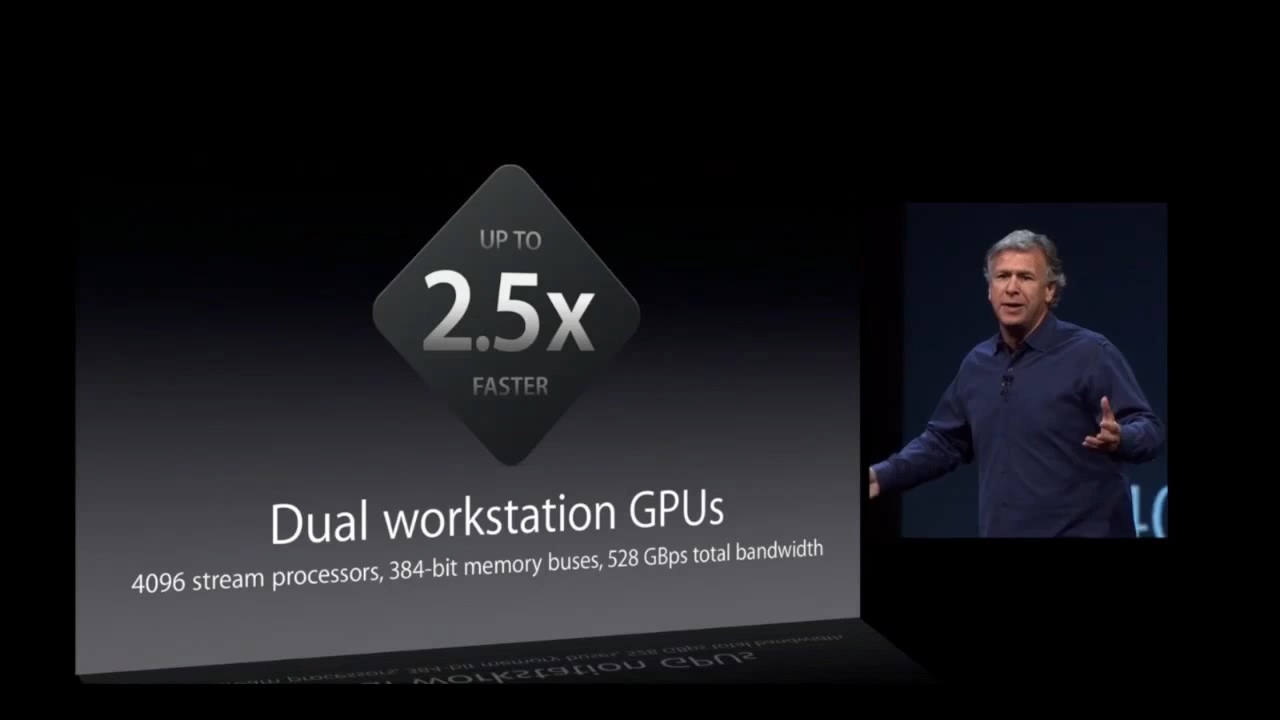 UP TO
2.5x
FASTER
Dual workstation GPUs
4096 stream processors, 384-bit memory buses, 528 GBps total bandwidth